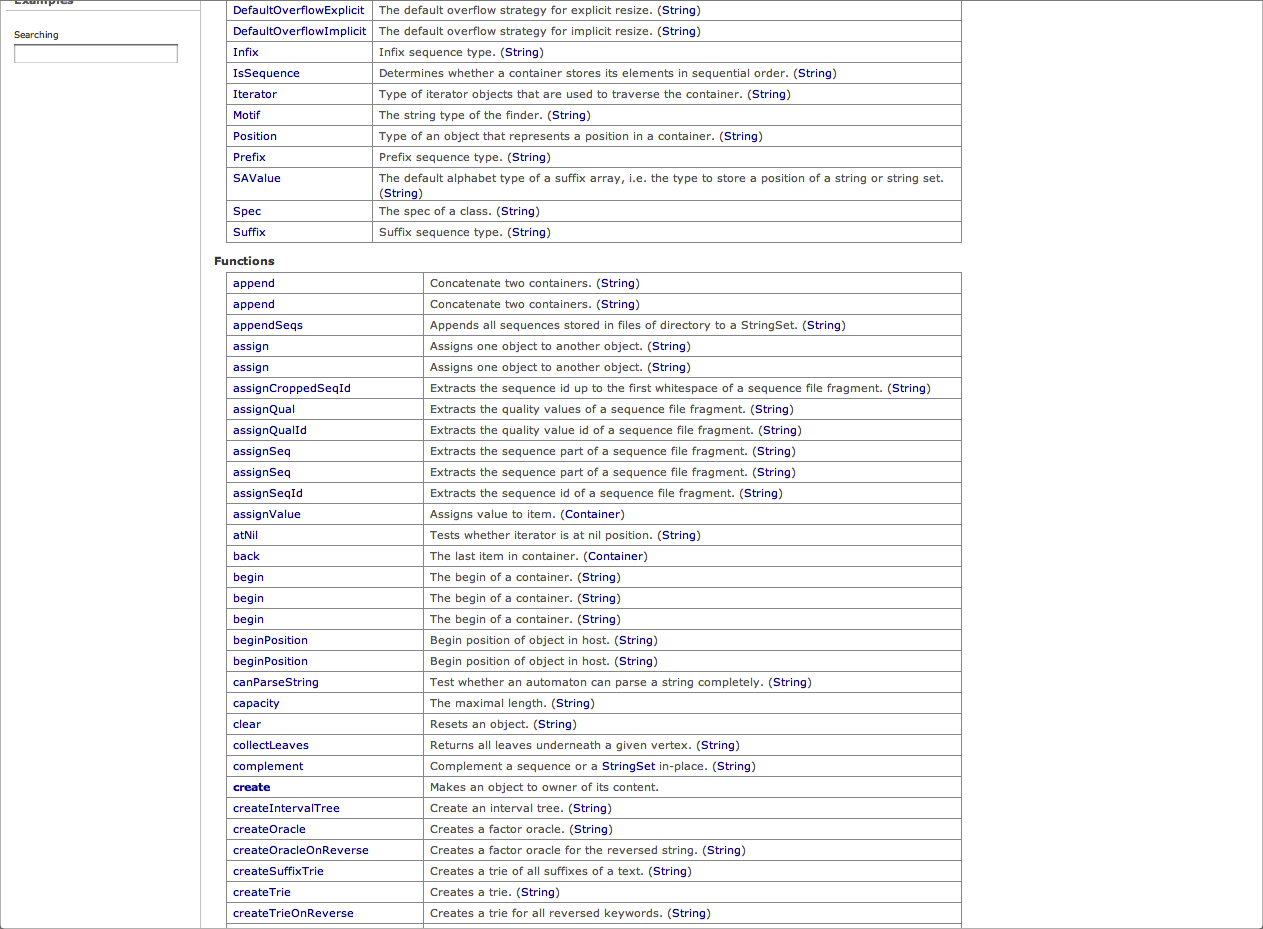 Examples
Searching
DefaultOverflowExplicit The default overflow strategy for explicit resize. (String)
DefaultOverflowImplicit The default overflow strategy for implicit resize. (String)
Infix Infix sequence type. (String)
IsSequence Determines whether a container stores its elements in sequential order. (String)
Iterator Type of iterator objects that are used to traverse the container. (String)
Motif The string type of the finder. (String)
Position Type of an object that represents a position in a container. (String)
Prefix Prefix sequence type. (String)
SAValue The default alphabet type of a suffix array, i.e. the type to store a position of a string or string set.
(String)
Spec The spec of a class. (String)
Suffix Suffix sequence type. (String)
Functions
append Concatenate two containers. (String)
append Concatenate two containers. (String)
appendSeqs Appends all sequences stored in files of directory to a StringSet. (String)
assign Assigns one object to another object. (String)
assign Assigns one object to another object. (String)
assignCroppedSeqId Extracts the sequence id up to the first whitespace of a sequence file fragment. (String)
assignQual Extracts the quality values of a sequence file fragment. (String)
assignQualId Extracts the quality value id of a sequence file fragment. (String)
assignSeq Extracts the sequence part of a sequence file fragment. (String)
assignSeq Extracts the sequence part of a sequence file fragment. (String)
assignSeqId Extracts the sequence id of a sequence file fragment. (String)
assignValue Assigns value to item. (Container)
atNil Tests whether iterator is at nil position. (String)
back The last item in container. (Container)
begin The begin of a container. (String)
begin The begin of a container. (String)
begin The begin of a container. (String)
beginPosition Begin position of object in host. (String)
beginPosition Begin position of object in host. (String)
canParseString Test whether an automaton can parse a string completely. (String)
capacity The maximal length. (String)
clear Resets an object. (String)
collectLeaves Returns all leaves underneath a given vertex. (String)
complement Complement a sequence or a StringSet in-place. (String)
create Makes an object to owner of its content.
createIntervalTree Create an interval tree. (String)
createOracle Creates a factor oracle. (String)
createOracleOnReverse Creates a factor oracle for the reversed string. (String)
createSuffixTrie Creates a trie of all suffixes of a text. (String)
createTrie Creates a trie. (String)
createTrieOnReverse Creates a trie for all reversed keywords. (String)